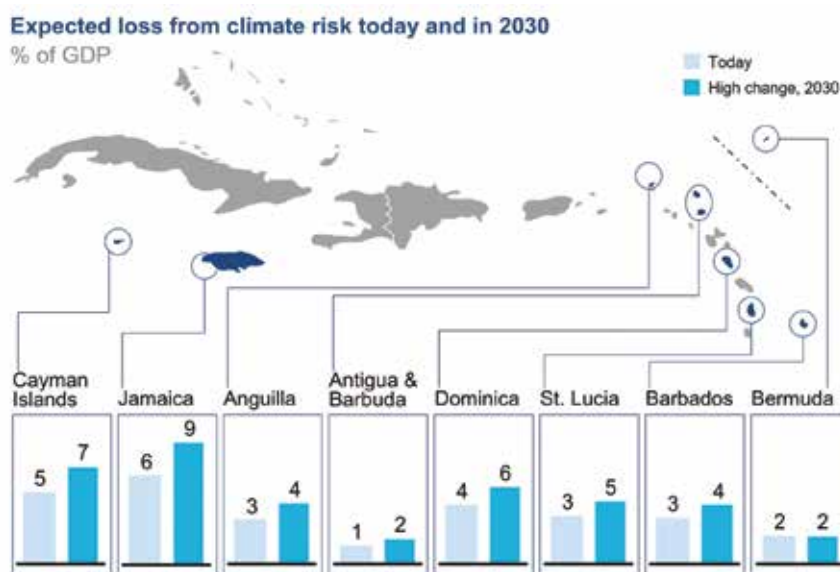 Expected loss from climate risk today and in 2030
% of GDP
Today
High change, 2030
Cayman
Islands
Jamaica
Anguilla
Antigua &
Barbuda
Dominica
St. Lucia
Barbados
Bermuda
5 7
6 9
3 4
1 2
4 6
3 5
3 4
2 2